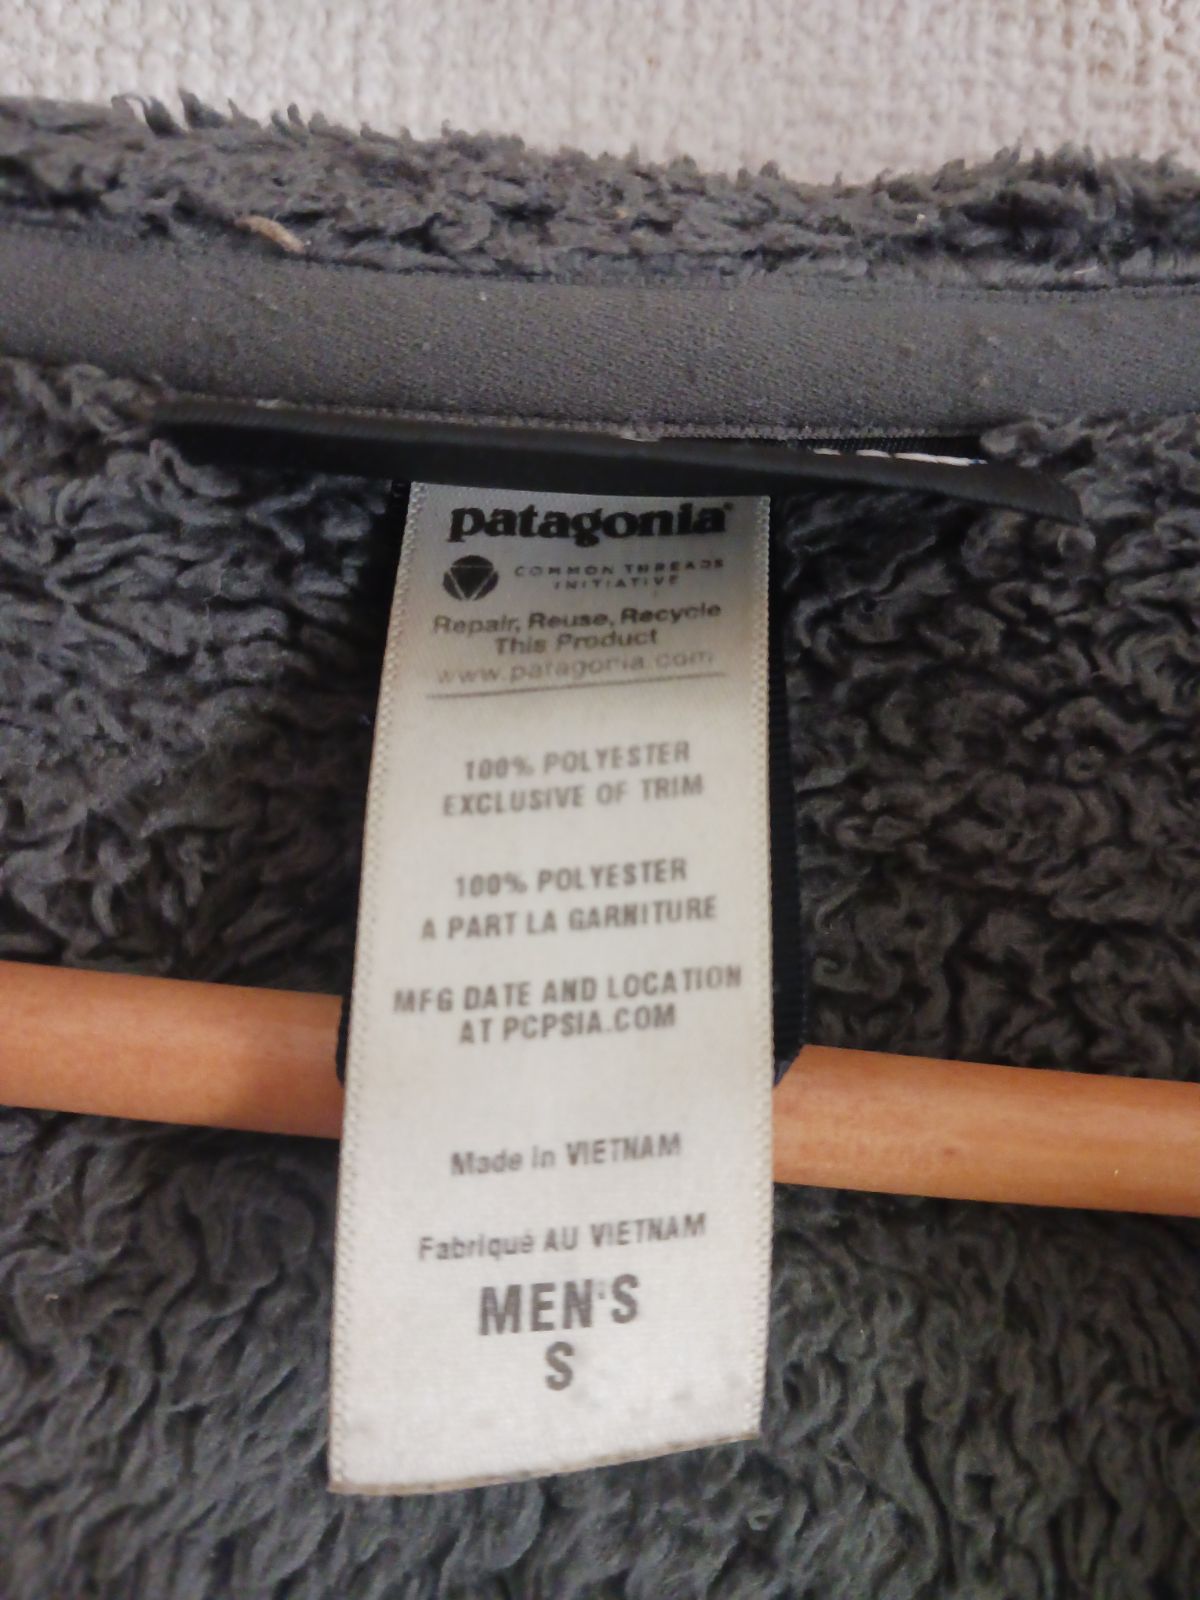 patagonia®
COMMON THREADS
INITIATIVE
Repair, Reuse, Recycle
This Product
www.patagonia.com
100% POLYESTER
EXCLUSIVE OF TRIM
100% POLYESTER
A PART LA GARNITURE
MFG DATE AND LOCATION
AT PCPSIA.COM
Made in VIETNAM
Fabriqué AU VIETNAM
MEN'S
S